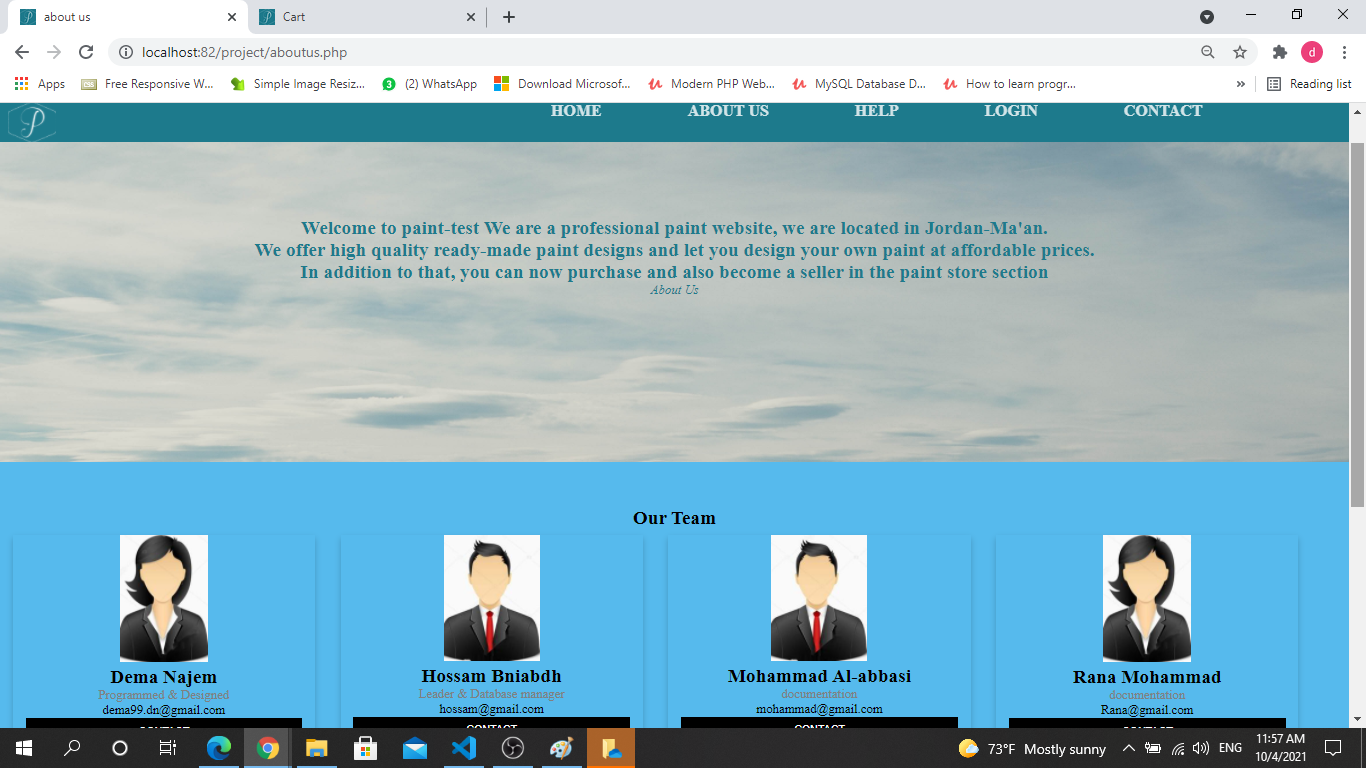 about us
Cart
localhost:82/project/aboutus.php
d
Apps
Free Responsive W...
Simple Image Resiz...
(2) WhatsApp
Download Microsof...
Modern PHP Web...
MySQL Database D...
How to learn progr...
Reading list
P
HOME
ABOUT US
HELP
LOGIN
CONTACT
Welcome to paint-test We are a professional paint website, we are located in Jordan-Ma'an.
We offer high quality ready-made paint designs and let you design your own paint at affordable prices.
In addition to that, you can now purchase and also become a seller in the paint store section
About Us
Our Team
Dema Najem
Programmed & Designed
dema99.dn@gmail.com
CONTACT
Hossam Bniabdh
Leader & Database manager
hossam@gmail.com
CONTACT
Mohammad Al-abbasi
documentation
mohammad@gmail.com
CONTACT
Rana Mohammad
documentation
Rana@gmail.com
CONTACT
73°F Mostly sunny
ENG
11:57 AM
10/4/2021